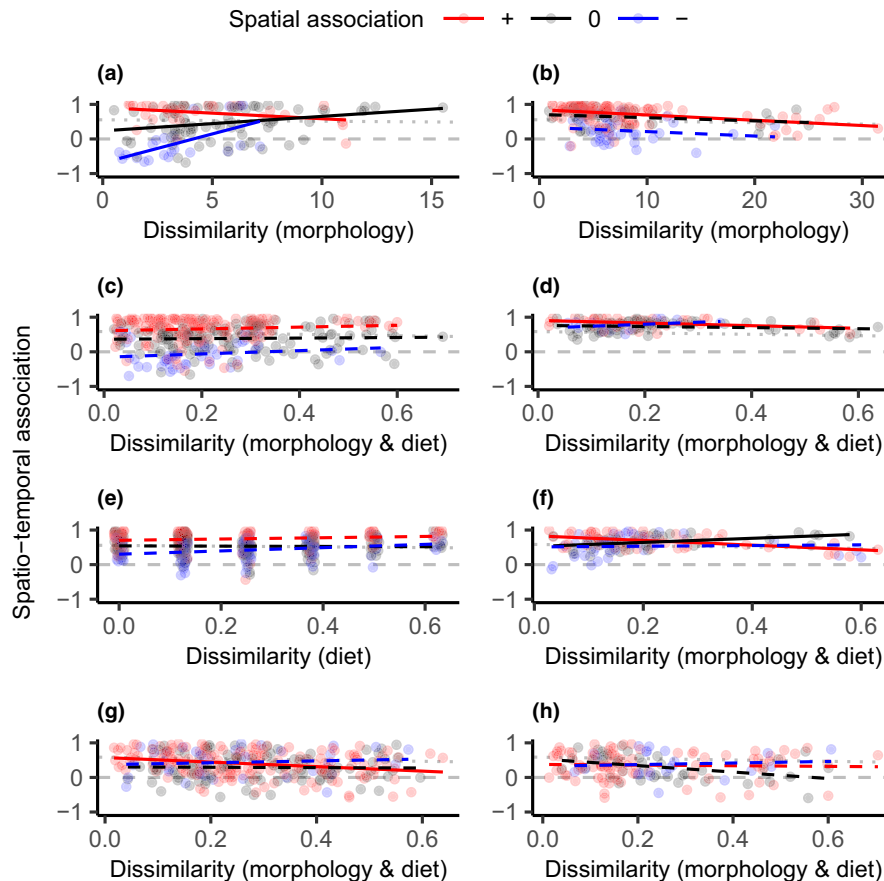 Spatial association + 0 −
(a) (b)
1 1
0 0
−1 −1
0 5 10 15 0 10 20 30
Dissimilarity (morphology) Dissimilarity (morphology)
(c) (d)
1 1
0 0
−1 −1
0.0 0.2 0.4 0.6 0.0 0.2 0.4 0.6
Dissimilarity (morphology & diet) Dissimilarity (morphology & diet)
Spatio−temporal association
(e) (f)
1 1
0 0
−1 −1
0.0 0.2 0.4 0.6 0.0 0.2 0.4 0.6
Dissimilarity (diet) Dissimilarity (morphology & diet)
(g) (h)
1 1
0 0
−1 −1
0.0 0.2 0.4 0.6 0.0 0.2 0.4 0.6
Dissimilarity (morphology & diet) Dissimilarity (morphology & diet)